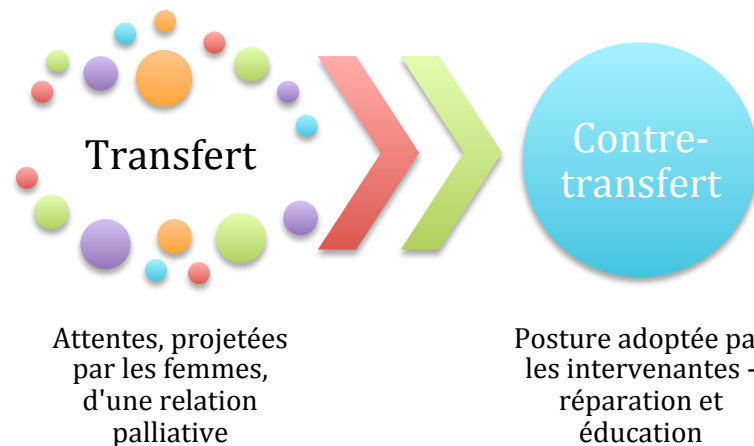 Transfert
Contre-
transfert
Attentes, projetées
par les femmes,
d'une relation
palliative
Posture adoptée pa
les intervenantes -
réparation et
éducation